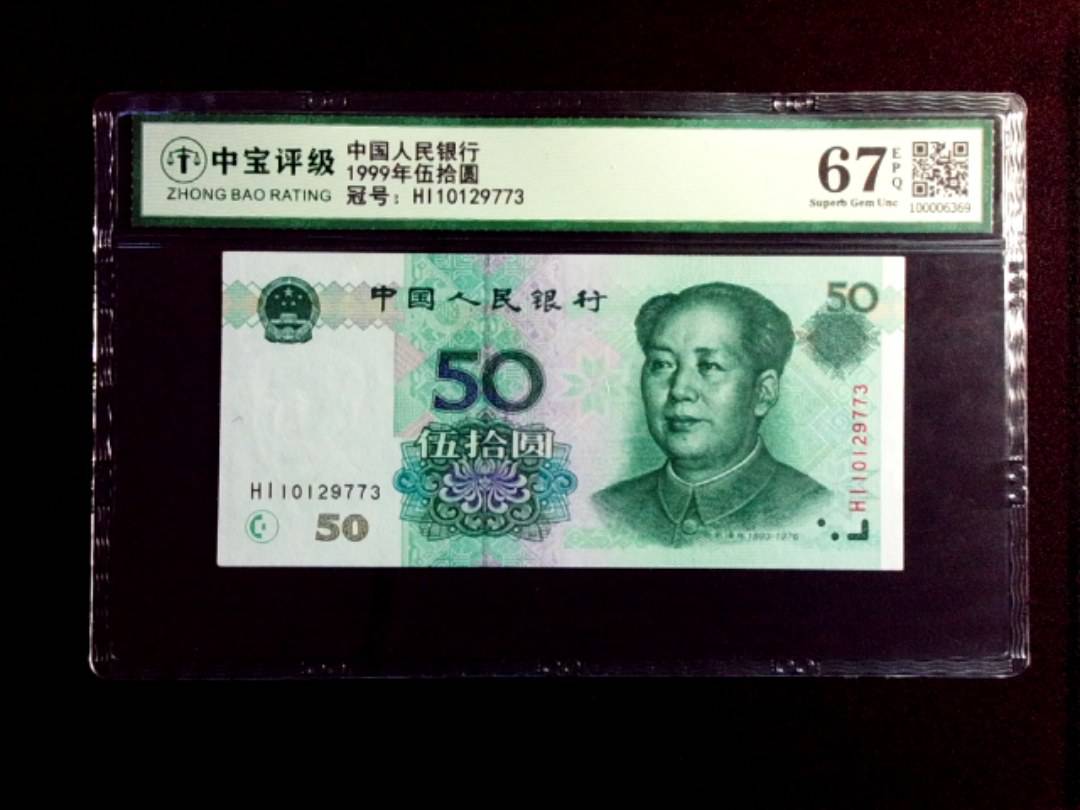 中宝评级
ZHONG BAO RATING
中国人民银行
1999年伍拾圆
冠号：HI10129773
67
EPQ
Superb Gem Unc
100006369
中国人民银行
50
50
伍拾圆
HI10129773
HI10129773
50
1893-1976